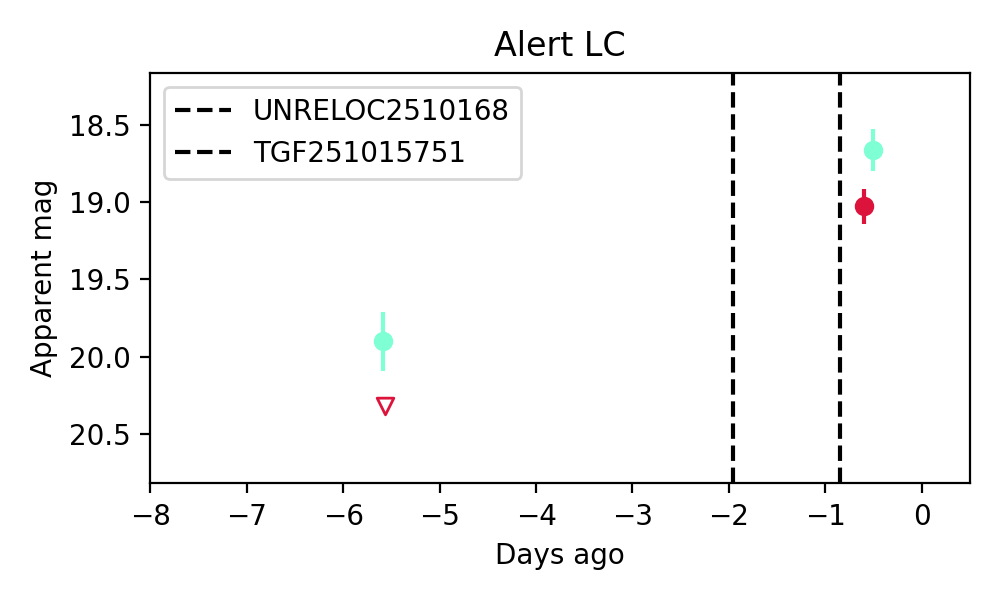 Alert LC
UNRELOC2510168
TGF251015751
Apparent mag
18.5
19.0
19.5
20.0
20.5
−8 −7 −6 −5 −4 −3 −2 −1 0
Days ago